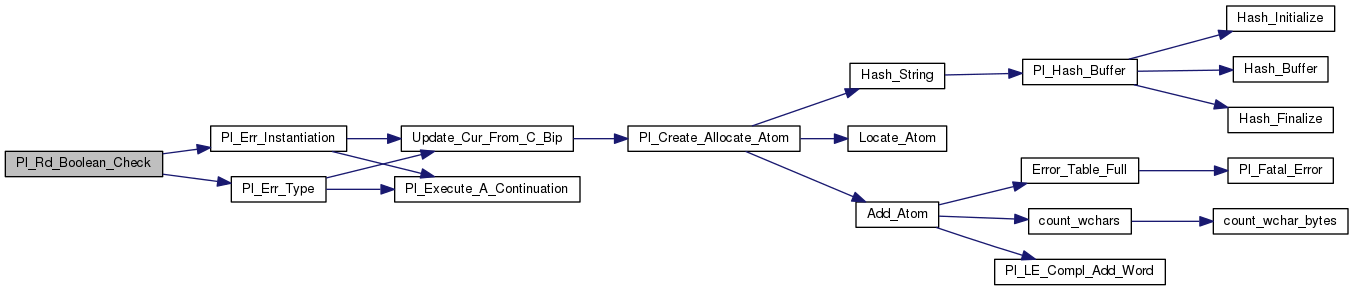 Pl_Rd_Boolean_Check
Pl_Err_Instantiation
Pl_Err_Type
Update_Cur_From_C_Bip
Pl_Execute_A_Continuation
Pl_Create_Allocate_Atom
Hash_String
Locate_Atom
Add_Atom
Pl_Hash_Buffer
Hash_Initialize
Hash_Buffer
Hash_Finalize
Error_Table_Full
Pl_Fatal_Error
count_wchars
count_wchar_bytes
Pl_LE_Compl_Add_Word